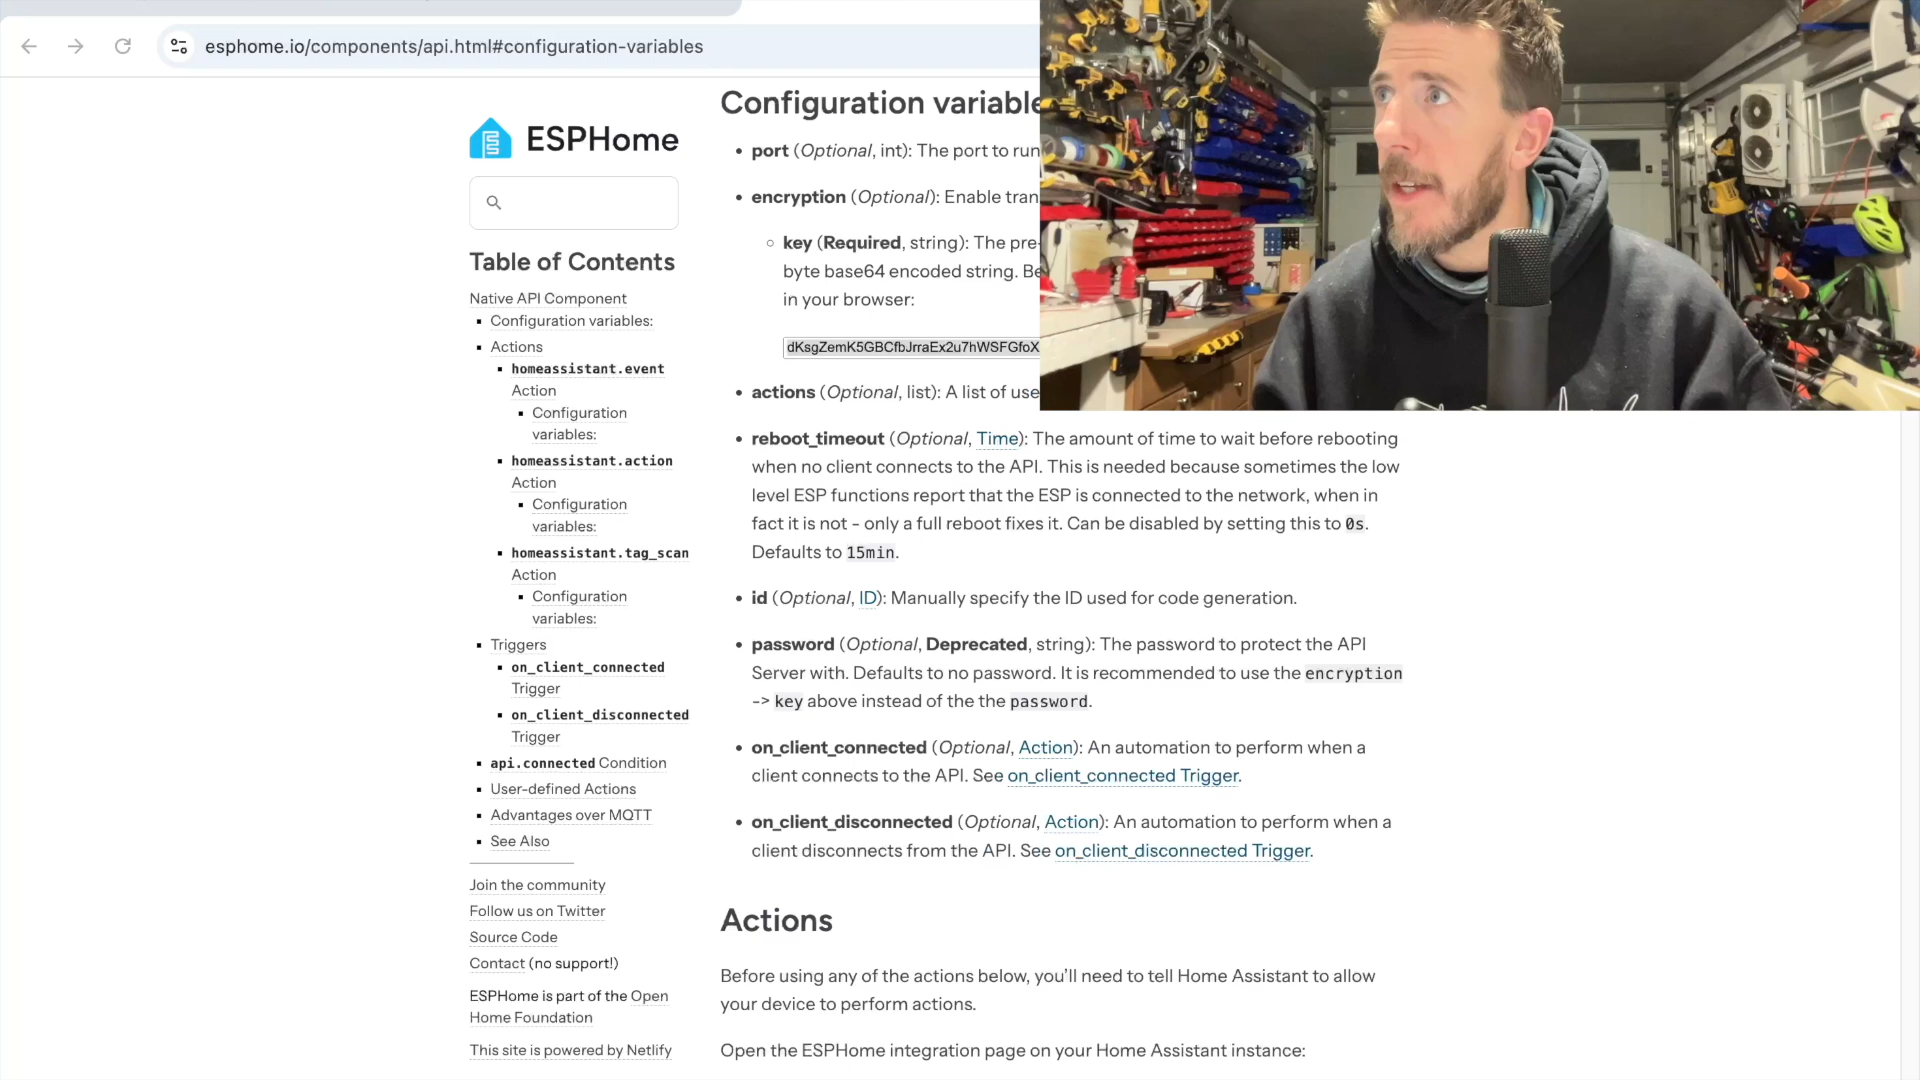 esphome.io/components/api.html#configuration-variables
ESPHome
Table of Contents
Native API Component
Configuration variables:
Actions
homeassistant.event
Action
Configuration
variables:
homeassistant.action
Action
Configuration
variables:
homeassistant.tag_scan
Action
Configuration
variables:
Triggers
on_client_connected
Trigger
on_client_disconnected
Trigger
api.connected Condition
User-defined Actions
Advantages over MQTT
See Also
Join the community
Follow us on Twitter
Source Code
Contact (no support!)
ESPHome is part of the Open
Home Foundation
This site is powered by Netlify
Configuration variable
port (Optional, int): The port to run
encryption (Optional): Enable tran
key (Required, string): The pre-
byte base64 encoded string. Be
in your browser:
dKsgZemK5GBCfbJrraEx2u7hWSFGfoX
actions (Optional, list): A list of use
reboot_timeout (Optional, Time): The amount of time to wait before rebooting
when no client connects to the API. This is needed because sometimes the low
level ESP functions report that the ESP is connected to the network, when in
fact it is not - only a full reboot fixes it. Can be disabled by setting this to 0s.
Defaults to 15min.
id (Optional, ID): Manually specify the ID used for code generation.
password (Optional, Deprecated, string): The password to protect the API
Server with. Defaults to no password. It is recommended to use the encryption
-> key above instead of the the password.
on_client_connected (Optional, Action): An automation to perform when a
client connects to the API. See on_client_connected Trigger.
on_client_disconnected (Optional, Action): An automation to perform when a
client disconnects from the API. See on_client_disconnected Trigger.
Actions
Before using any of the actions below, you’ll need to tell Home Assistant to allow
your device to perform actions.
Open the ESPHome integration page on your Home Assistant instance: